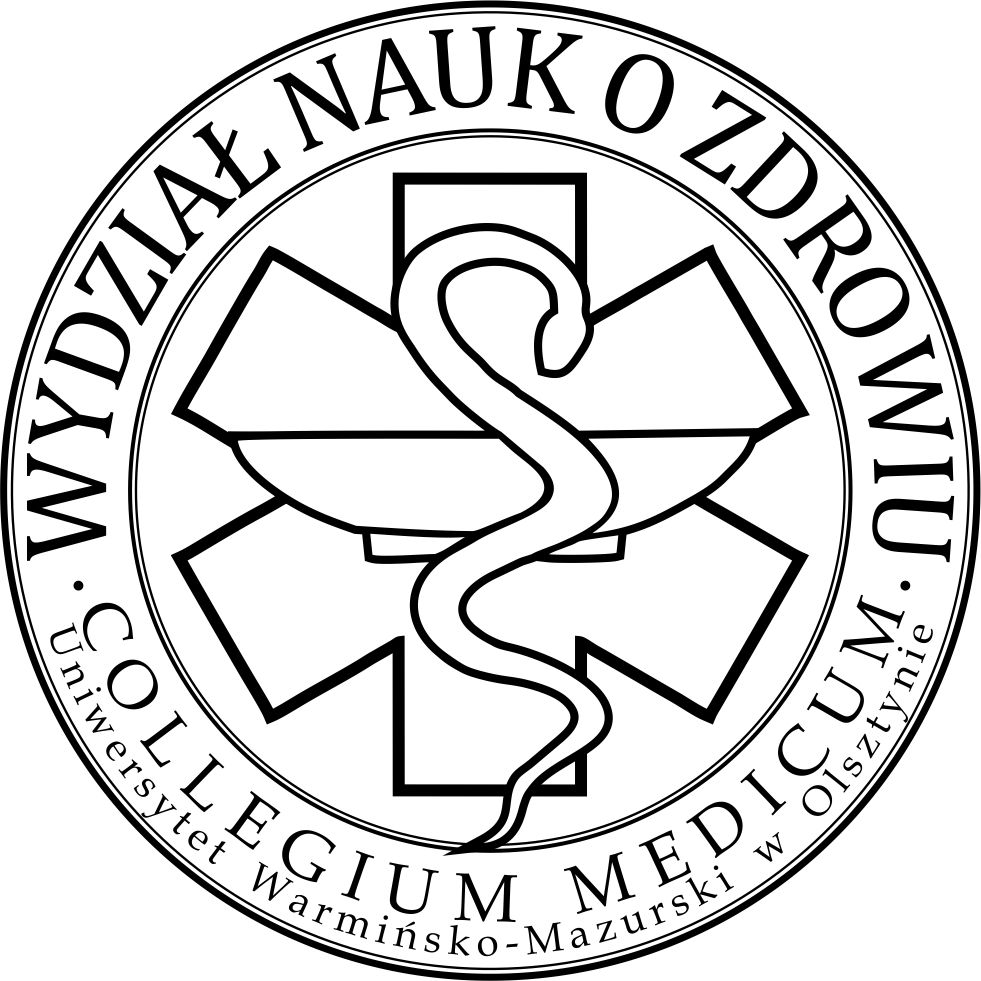 WYDZIAŁ NAUK O ZDROWIU
· COLLEGIUM MEDICUM ·
Uniwersytet Warmińsko-Mazurski w Olsztynie